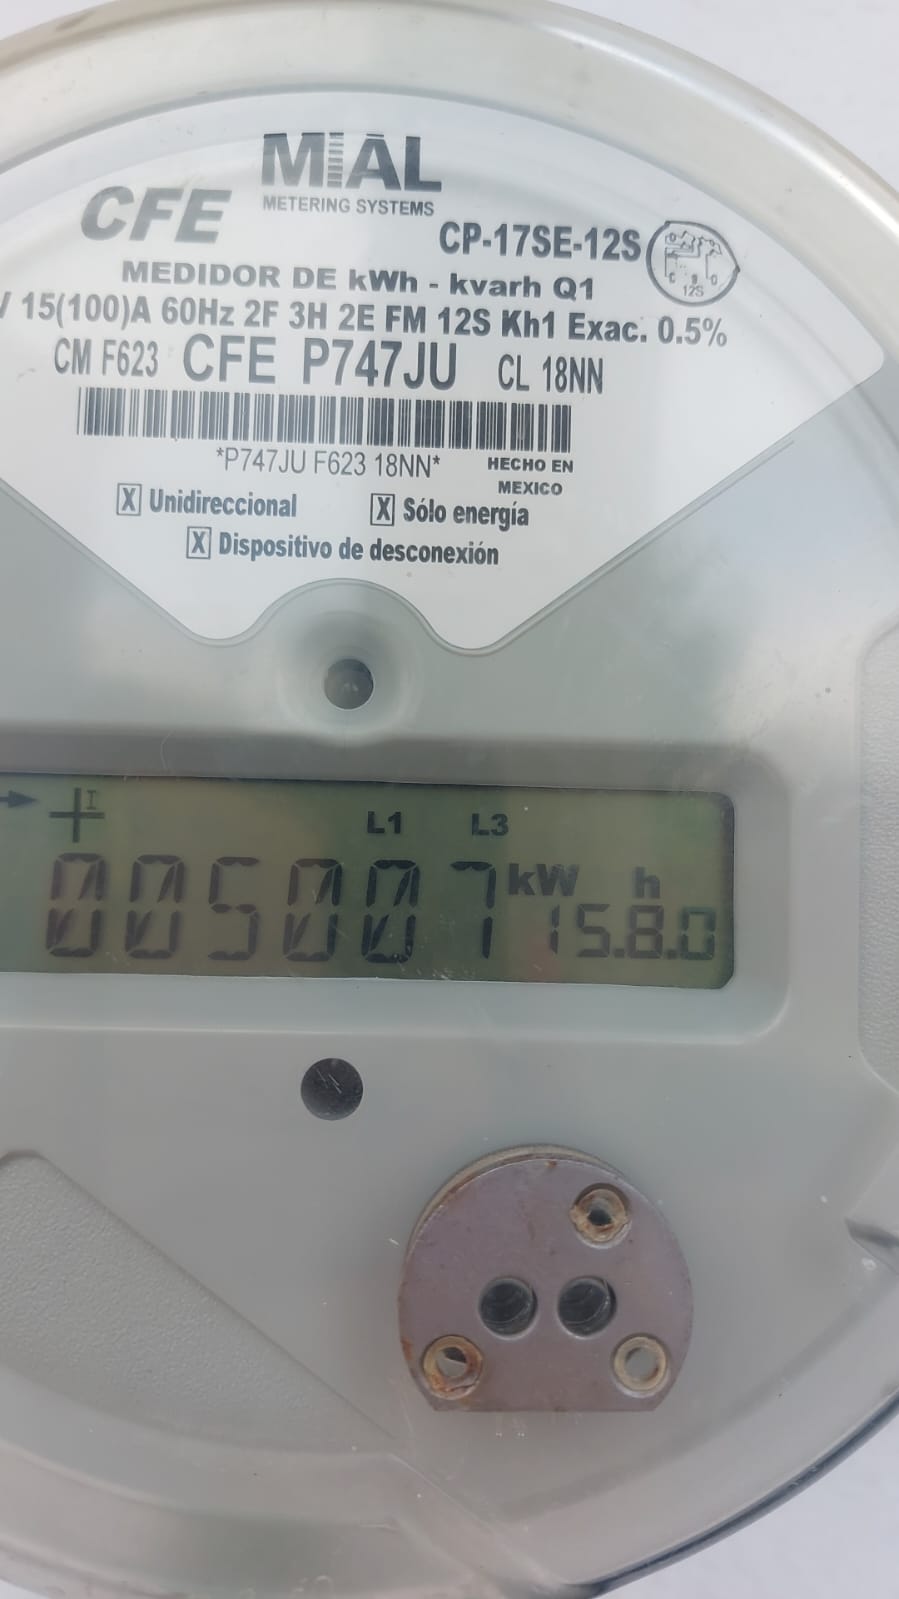 MIAL
METERING SYSTEMS
CFE
CP-17SE-12S
12S
MEDIDOR DE kWh - kvarh Q1
V 15(100)A 60Hz 2F 3H 2E FM 12S Kh1 Exac. 0.5%
CM F623 CFE P747JU CL 18NN
*P747JU F623 18NN*
HECHO EN
MEXICO
X Unidireccional X Sólo energía
X Dispositivo de desconexión
L1 L3
005007 kW h 15.8.0